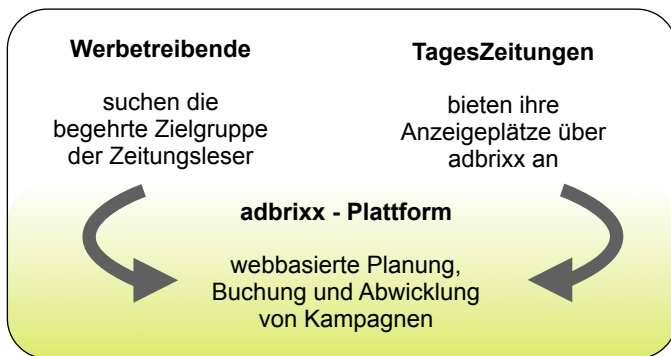 Werbetreibende
suchen die
begehrte Zielgruppe
der Zeitungsleser
TagesZeitungen
bieten ihre
Anzeigeplätze über
adbrixx an
adbrixx - Plattform
webbasierte Planung,
Buchung und Abwicklung
von Kampagnen